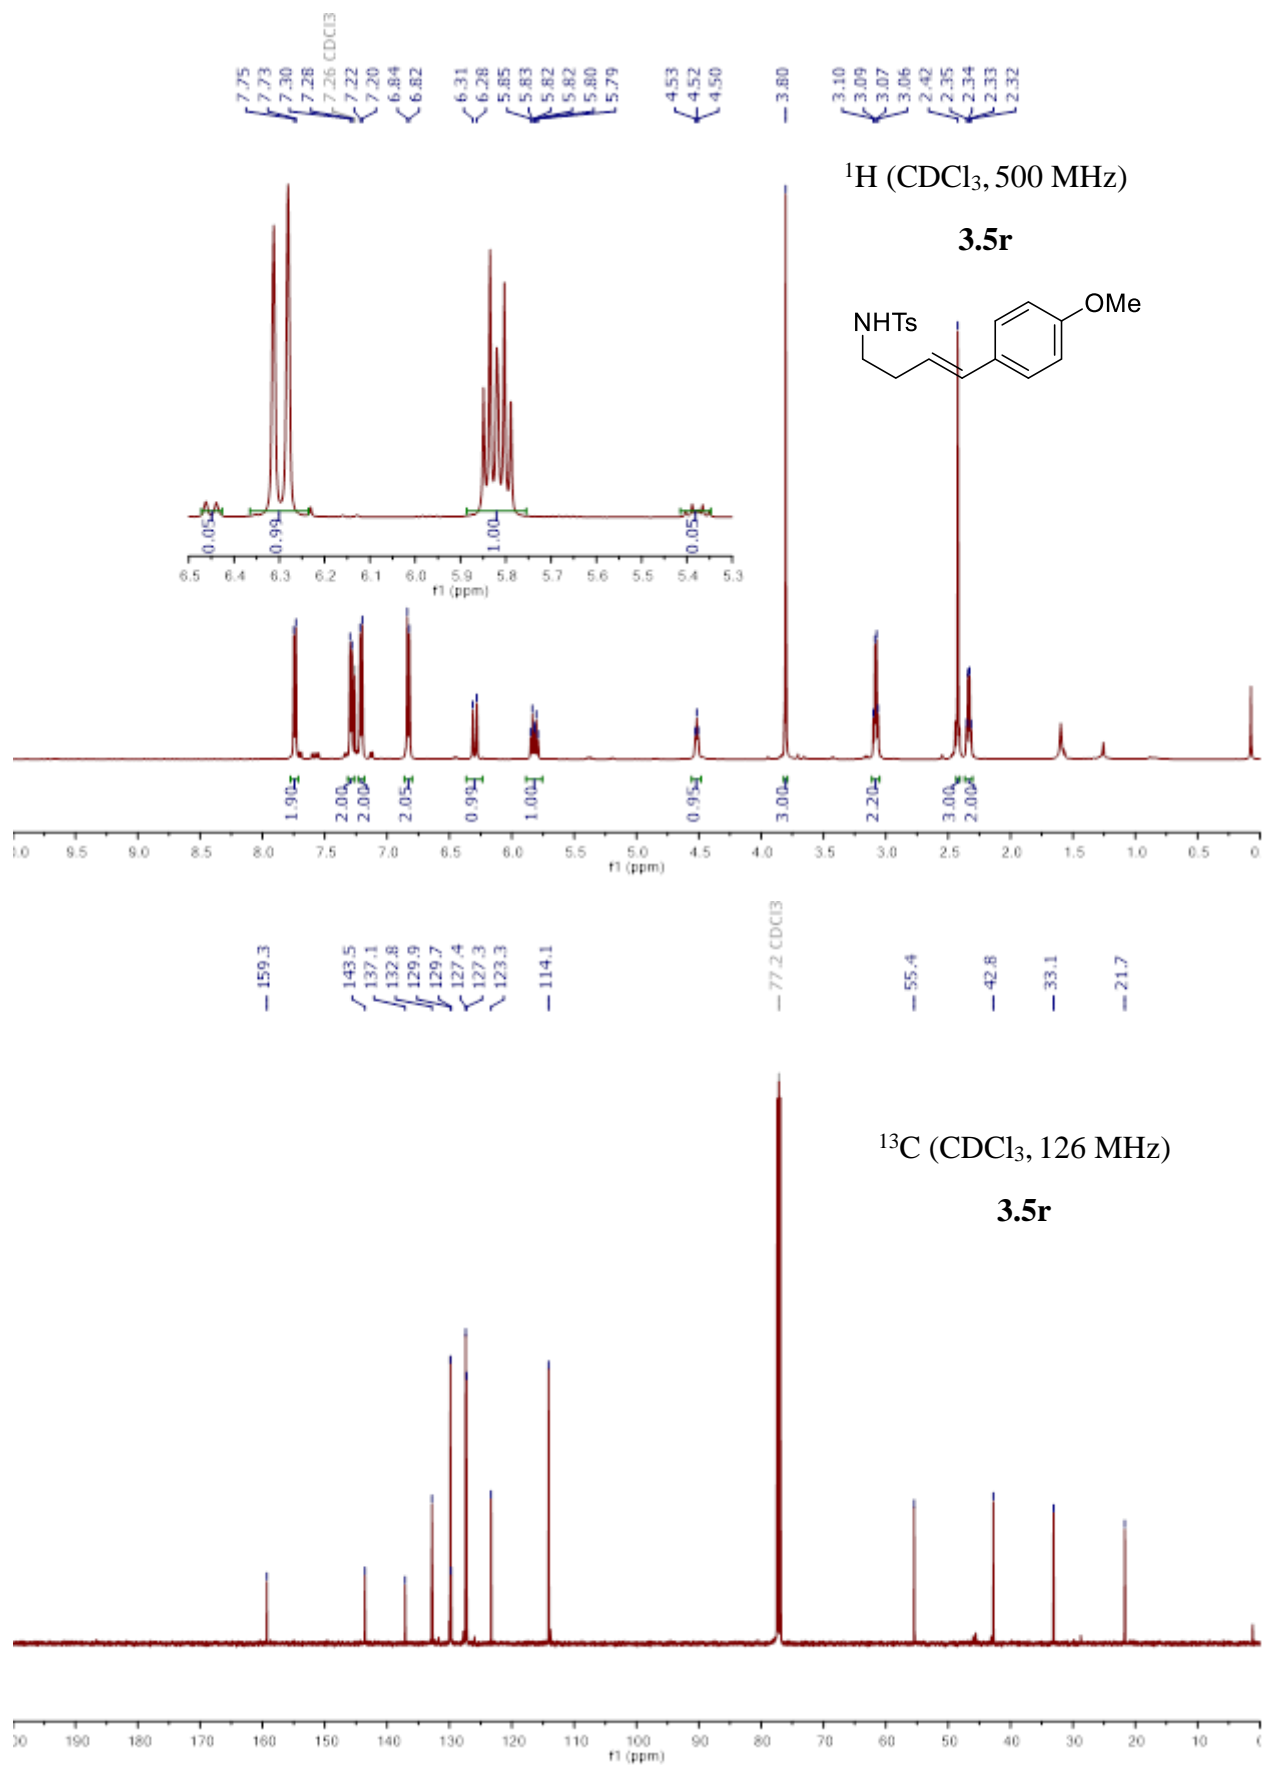 7.75 7.73 7.30 7.28 7.26 CDCl3 7.22 7.20 6.84 6.82 6.31 6.28 5.85 5.83 5.82 5.82 5.80 5.79 4.53 4.52 4.50 3.80 3.10 3.09 3.07 3.06 2.42 2.35 2.34 2.33 2.32
¹H (CDCl₃, 500 MHz)
3.5r
OMe
NHTs
0.05 0.99 1.00 0.05
6.5 6.4 6.3 6.2 6.1 6.0 5.9 5.8 5.7 5.6 5.5 5.4 5.3
f1 (ppm)
1.90 2.00 2.00 2.05 0.99 1.00 0.95 3.00 2.20 3.00 2.00
0.0 9.5 9.0 8.5 8.0 7.5 7.0 6.5 6.0 5.5 5.0 4.5 4.0 3.5 3.0 2.5 2.0 1.5 1.0 0.5 0
f1 (ppm)
159.3 143.5 137.1 132.8 129.9 129.7 127.4 127.3 123.3 114.1 77.2 CDCl3 55.4 42.8 33.1 21.7
¹³C (CDCl₃, 126 MHz)
3.5r
00 190 180 170 160 150 140 130 120 110 100 90 80 70 60 50 40 30 20 10 0
f1 (ppm)